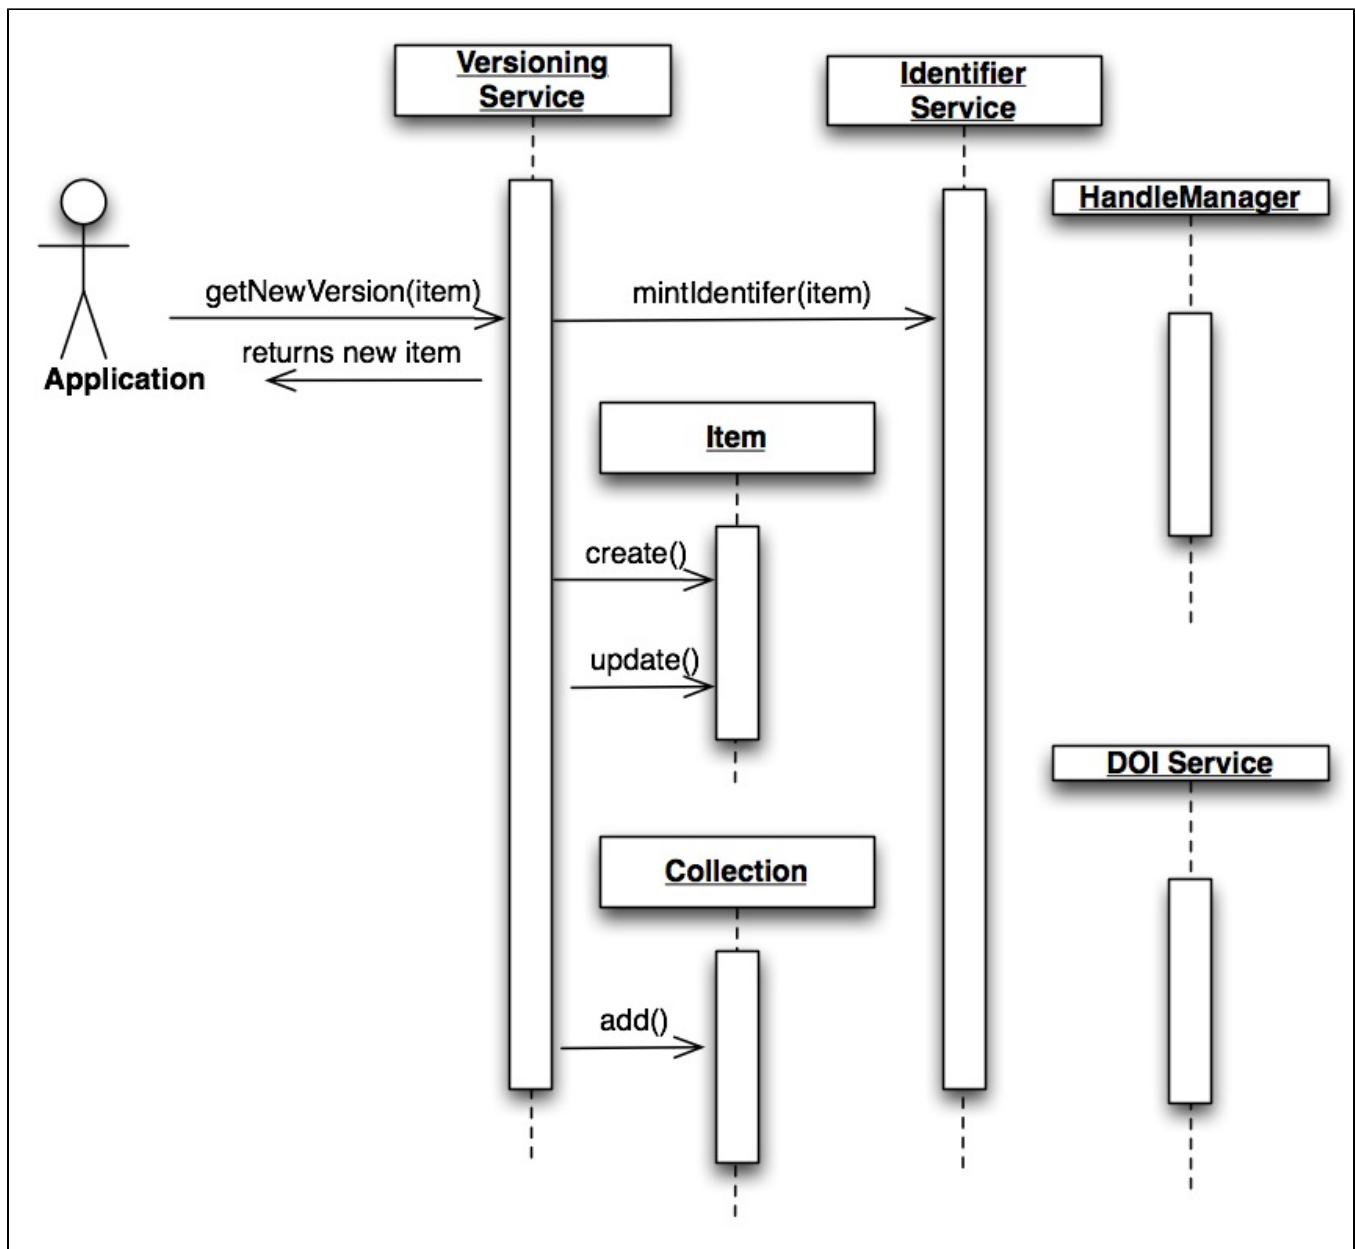 Versioning
Service
Identifier
Service
HandleManager
getNewVersion(item)
mintIdentifer(item)
returns new item
Application
Item
create()
update()
DOI Service
Collection
add()